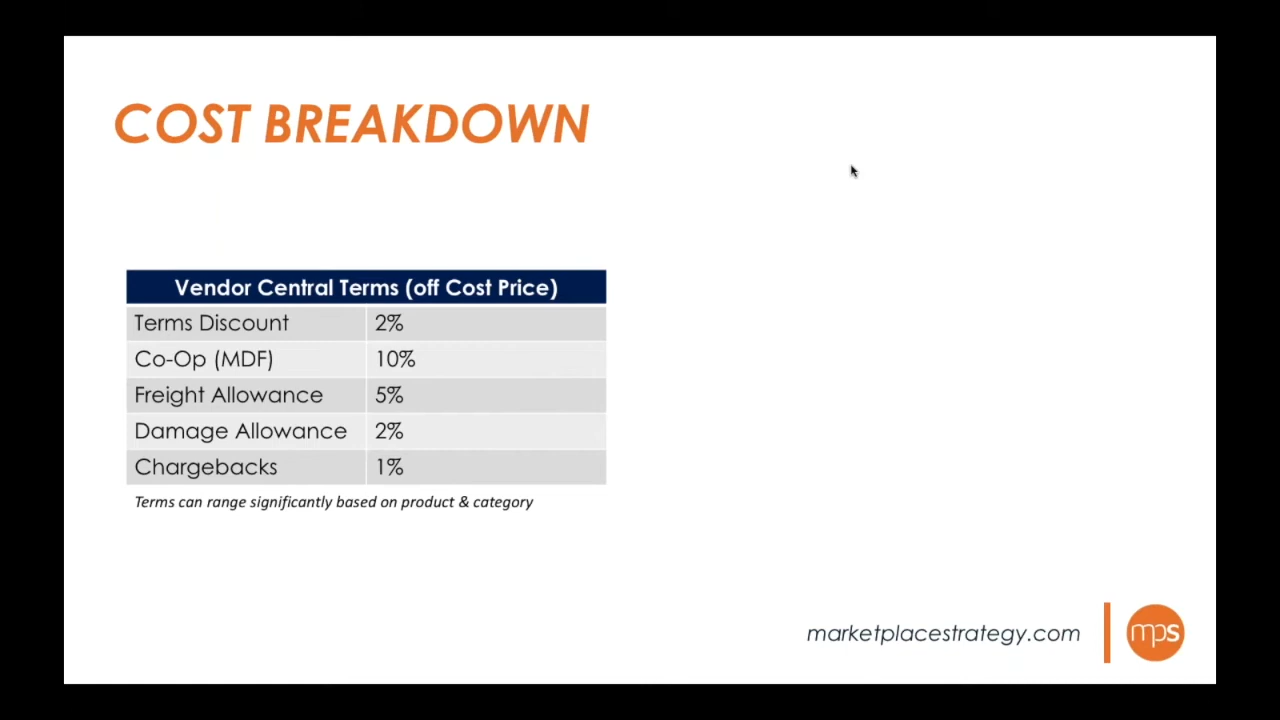 COST BREAKDOWN
Vendor Central Terms (off Cost Price)
Terms Discount 2%
Co-Op (MDF) 10%
Freight Allowance 5%
Damage Allowance 2%
Chargebacks 1%
Terms can range significantly based on product & category
marketplacestrategy.com
mps